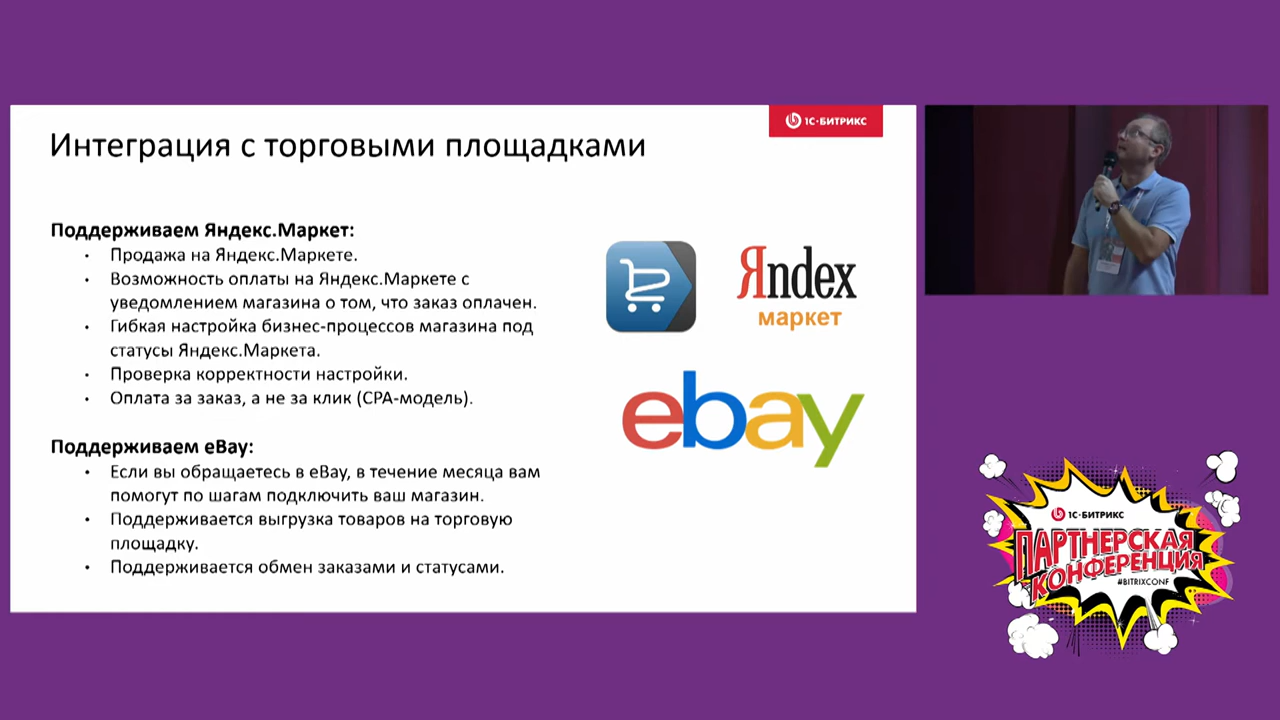 1С-БИТРИКС
Интеграция с торговыми площадками
Поддерживаем Яндекс.Маркет:
• Продажа на Яндекс.Маркете.
• Возможность оплаты на Яндекс.Маркете с
уведомлением магазина о том, что заказ оплачен.
• Гибкая настройка бизнес-процессов магазина под
статусы Яндекс.Маркета.
• Проверка корректности настройки.
• Оплата за заказ, а не за клик (CPA-модель).
Поддерживаем eBay:
• Если вы обращаетесь в eBay, в течение месяца вам
помогут по шагам подключить ваш магазин.
• Поддерживается выгрузка товаров на торговую
площадку.
• Поддерживается обмен заказами и статусами.
Яndex
маркет
ebay
1С-БИТРИКС
ПАРТНЕРСКАЯ
КОНФЕРЕНЦИЯ
#BITRIXCONF